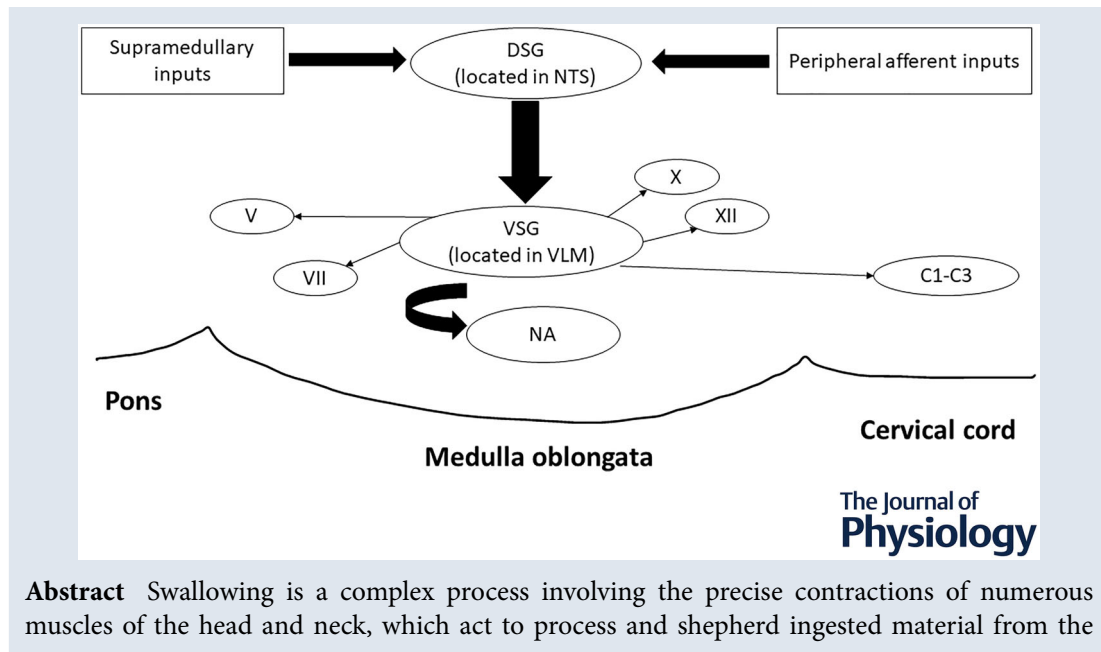 Supramedullary
inputs
DSG
(located in NTS)
Peripheral afferent inputs
X
V
XII
VSG
(located in VLM)
VII
C1-C3
NA
Pons
Cervical cord
Medulla oblongata
The Journal of
Physiology
Abstract Swallowing is a complex process involving the precise contractions of numerous
muscles of the head and neck, which act to process and shepherd ingested material from the